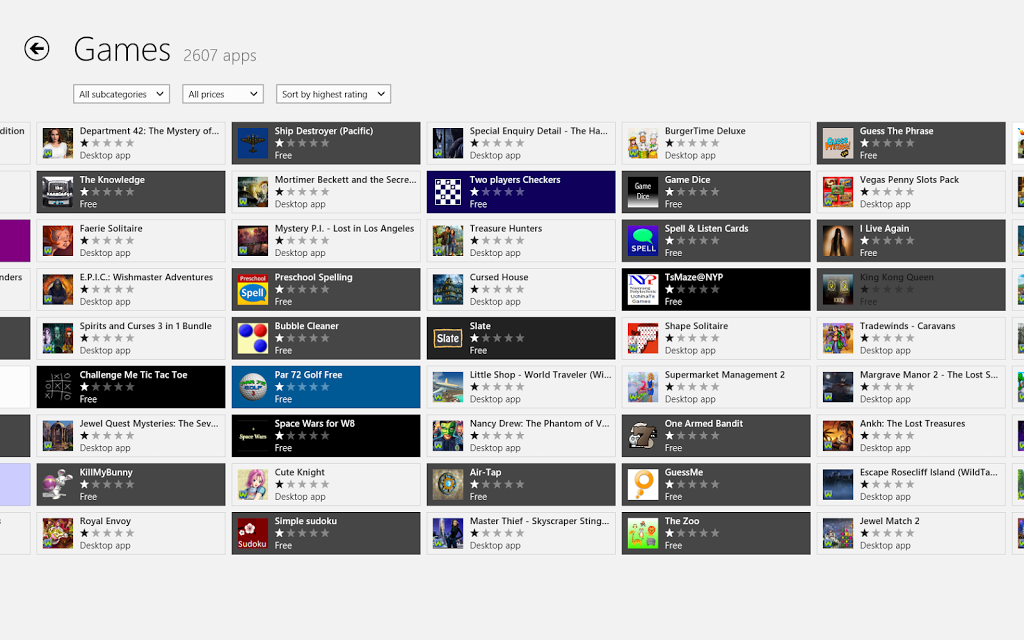 Games 2607 apps
All subcategories
All prices
Sort by highest rating
dition
nders
s
Department 42: The Mystery of...
Desktop app
The Knowledge
Free
Faerie Solitaire
Desktop app
E.P.I.C.: Wishmaster Adventures
Desktop app
Spirits and Curses 3 in 1 Bundle
Desktop app
Challenge Me Tic Tac Toe
Free
Jewel Quest Mysteries: The Sev...
Desktop app
KillMyBunny
Free
Royal Envoy
Desktop app
Ship Destroyer (Pacific)
Free
Mortimer Beckett and the Secre...
Desktop app
Mystery P.I. - Lost in Los Angeles
Desktop app
Preschool
Spell
Preschool Spelling
Free
Bubble Cleaner
Free
Par 72 Golf Free
Free
Space Wars
Space Wars for W8
Free
Cute Knight
Desktop app
Sudoku
Simple sudoku
Free
Special Enquiry Detail - The Ha...
Desktop app
Two players Checkers
Free
Treasure Hunters
Desktop app
Cursed House
Desktop app
Slate
Slate
Free
Little Shop - World Traveler (Wi...
Desktop app
Nancy Drew: The Phantom of V...
Desktop app
Air-Tap
Free
Master Thief - Skyscraper Sting...
Desktop app
BurgerTime Deluxe
Desktop app
Game
Dice
Game Dice
Free
SPELL
Spell & Listen Cards
Free
NYP
TsMaze@NYP
Free
Shape Solitaire
Desktop app
Supermarket Management 2
Desktop app
One Armed Bandit
Free
GuessMe
Free
The Zoo
Free
Guess The Phrase
Free
Vegas Penny Slots Pack
Desktop app
I Live Again
Free
King Kong Queen
Free
Tradewinds - Caravans
Desktop app
Margrave Manor 2 - The Lost S...
Desktop app
Ankh: The Lost Treasures
Desktop app
Escape Rosecliff Island (WildTa...
Desktop app
Jewel Match 2
Desktop app